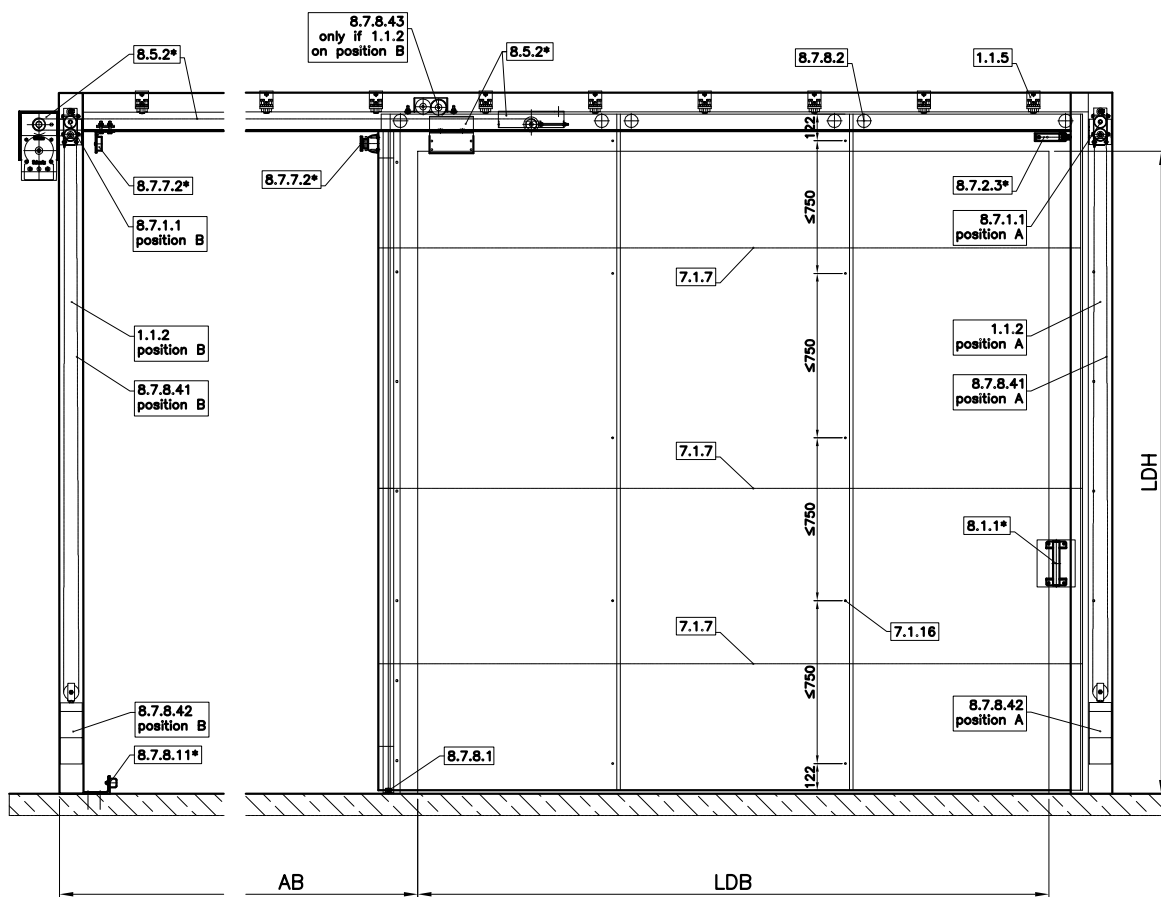 8.7.8.43
only if 1.1.2
on position B
8.5.2*
8.5.2*
8.7.8.2
1.1.5
122
8.7.7.2*
8.7.7.2*
8.7.2.3*
≤750
8.7.1.1
position B
8.7.1.1
position A
7.1.7
1.1.2
position B
1.1.2
position A
≤750
8.7.8.41
position B
8.7.8.41
position A
7.1.7
LDH
≤750
8.1.1*
7.1.7
7.1.16
≤750
8.7.8.42
position B
8.7.8.42
position A
8.7.8.11*
8.7.8.1
122
AB
LDB